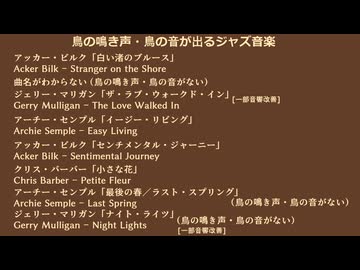 鳥の鳴き声・鳥の音が出るジャズ音楽
アッカー・ビルク「白い渚のブルース」
Acker Bilk – Stranger on the Shore
曲名がわからない（鳥の鳴き声・鳥の音がない）
ジェリー・マリガン「ザ・ラブ・ウォークド・イン」
Gerry Mulligan – The Love Walked In [一部音響改善]
アーチー・センプル「イージー・リビング」
Archie Semple – Easy Living
アッカー・ビルク「センチメンタル・ジャーニー」
Acker Bilk – Sentimental Journey
クリス・バーバー「小さな花」
Chris Barber – Petite Fleur
アーチー・センプル「最後の春／ラスト・スプリング」
Archie Semple – Last Spring （鳥の鳴き声・鳥の音がない）
ジェリー・マリガン「ナイト・ライツ」
Gerry Mulligan – Night Lights （鳥の鳴き声・鳥の音がない）
[一部音響改善]